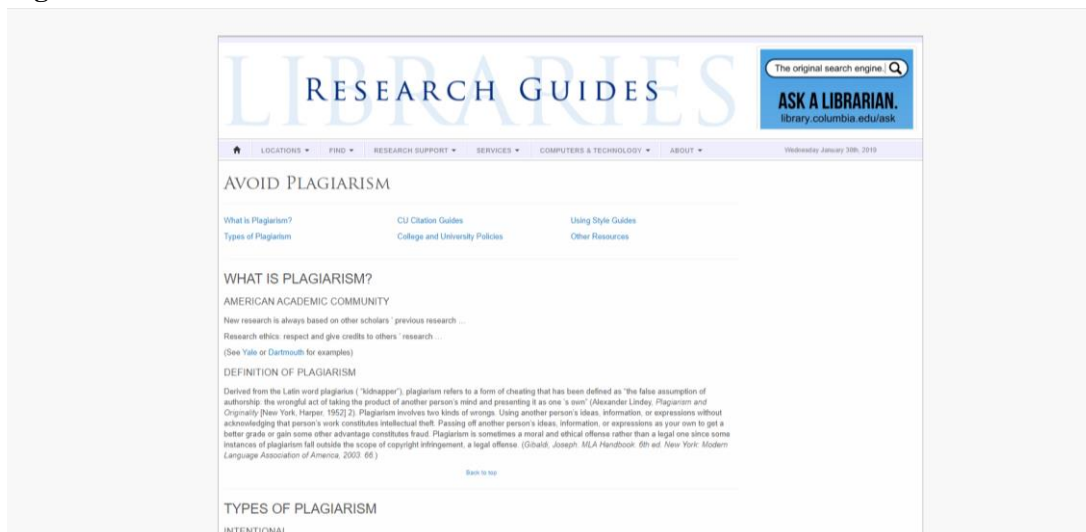 LIBRARIES
RESEARCH GUIDES
The original search engine.
ASK A LIBRARIAN.
library.columbia.edu/ask
LOCATIONS FIND RESEARCH SUPPORT SERVICES COMPUTERS & TECHNOLOGY ABOUT Wednesday January 30th, 2019
AVOID PLAGIARISM
What is Plagiarism? CU Citation Guides Using Style Guides
Types of Plagiarism College and University Policies Other Resources
WHAT IS PLAGIARISM?
AMERICAN ACADEMIC COMMUNITY
New research is always based on other scholars ' previous research ...
Research ethics: respect and give credits to others ' research ...
(See Yale or Dartmouth for examples)
DEFINITION OF PLAGIARISM
Derived from the Latin word plagiarius ( "kidnapper"), plagiarism refers to a form of cheating that has been defined as "the false assumption of
authorship: the wrongful act of taking the product of another person's mind and presenting it as one 's own" (Alexander Lindey, Plagiarism and
Originality [New York, Harper, 1952] 2). Plagiarism involves two kinds of wrongs. Using another person's ideas, information, or expressions without
acknowledging that person's work constitutes intellectual theft. Passing off another person's ideas, information, or expressions as your own to get a
better grade or gain some other advantage constitutes fraud. Plagiarism is sometimes a moral and ethical offense rather than a legal one since some
instances of plagiarism fall outside the scope of copyright infringement, a legal offense. (Gibaldi, Joseph. MLA Handbook. 6th ed. New York: Modern
Language Association of America, 2003. 66.)
Back to top
TYPES OF PLAGIARISM
INTENTIONAL